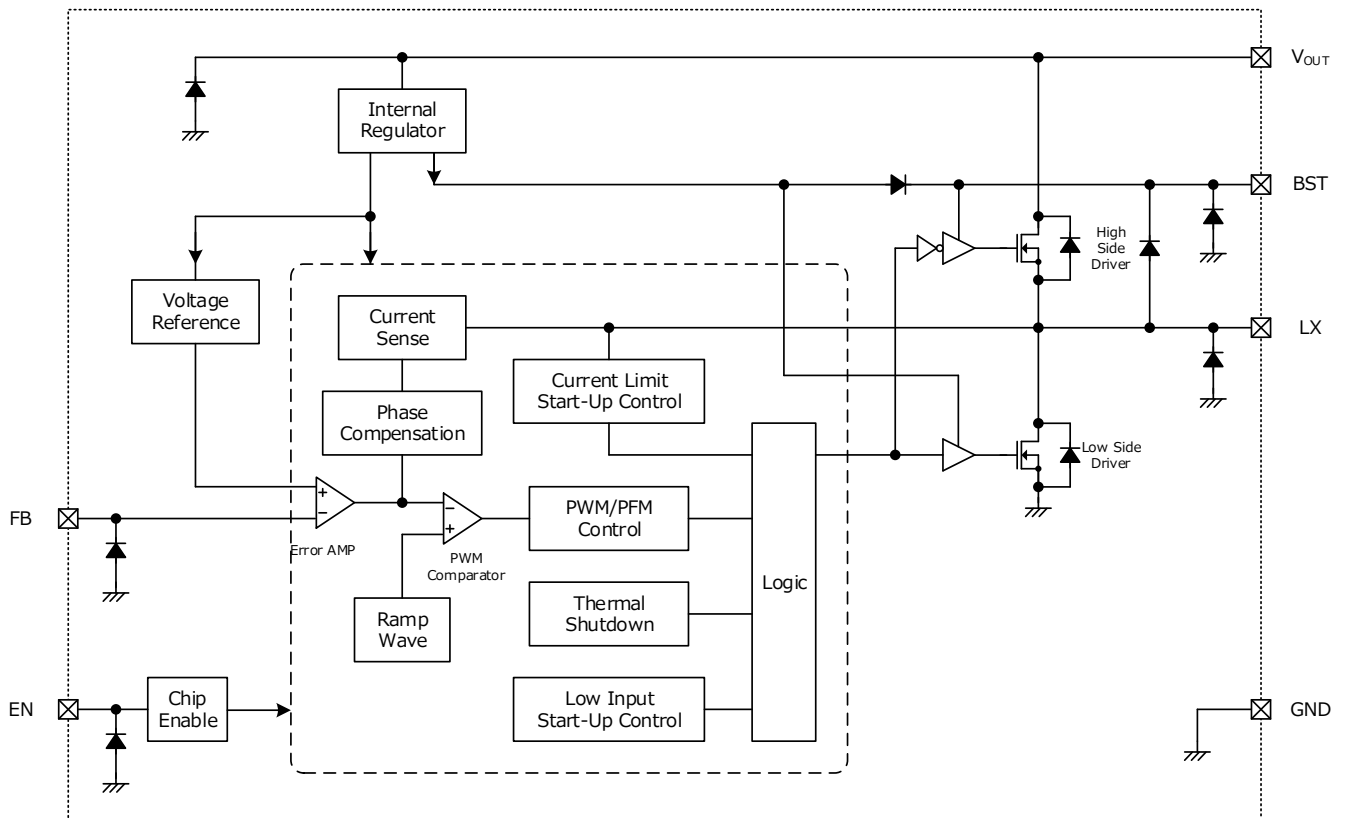 V_OUT
Internal
Regulator
BST
High
Side
Driver
Voltage
Reference
Current
Sense
LX
Current Limit
Start-Up Control
Phase
Compensation
Low Side
Driver
FB
+
−
Error AMP
−
+
PWM
Comparator
PWM/PFM
Control
Logic
Ramp
Wave
Thermal
Shutdown
EN
Chip
Enable
Low Input
Start-Up Control
GND